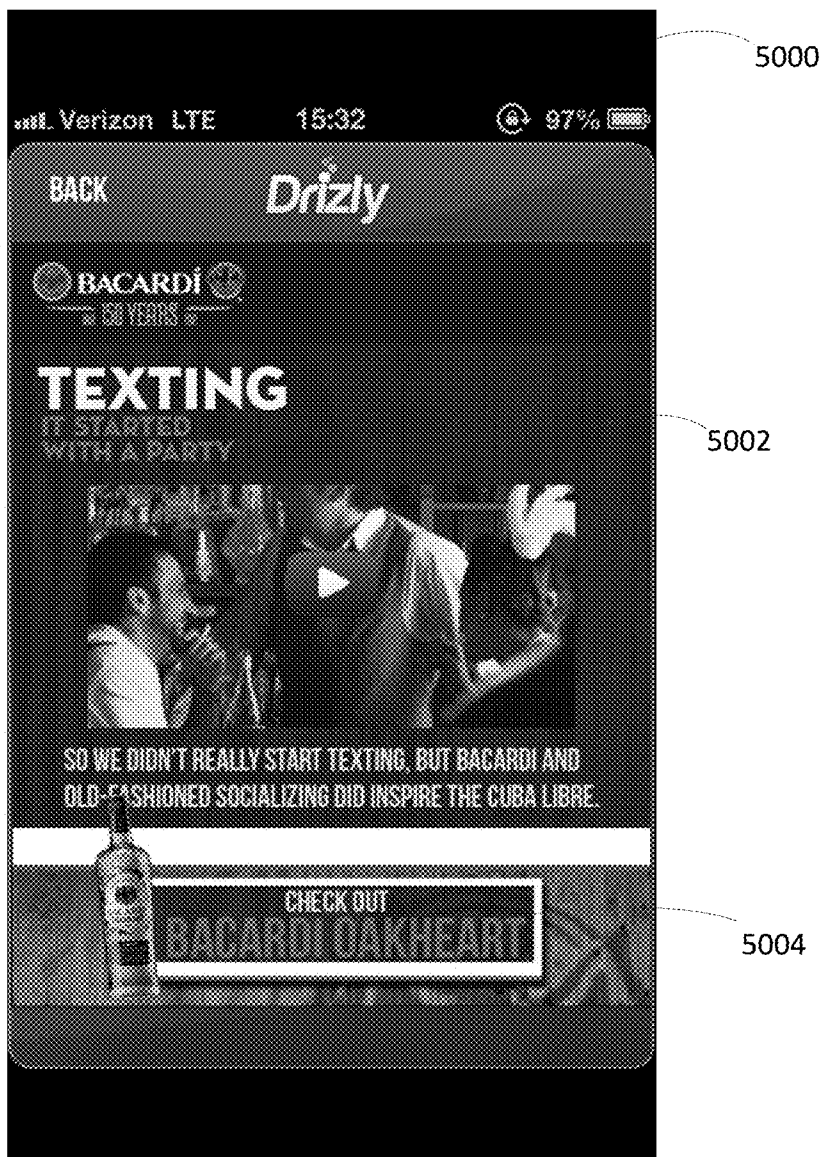 5000
Verizon LTE 15:32 97%
BACK Drizly
BACARDÍ
150 YEARS
TEXTING
IT STARTED
WITH A PARTY
5002
SO WE DIDN'T REALLY START TEXTING, BUT BACARDI AND
OLD-FASHIONED SOCIALIZING DID INSPIRE THE CUBA LIBRE.
CHECK OUT
BACARDI OAKHEART
5004